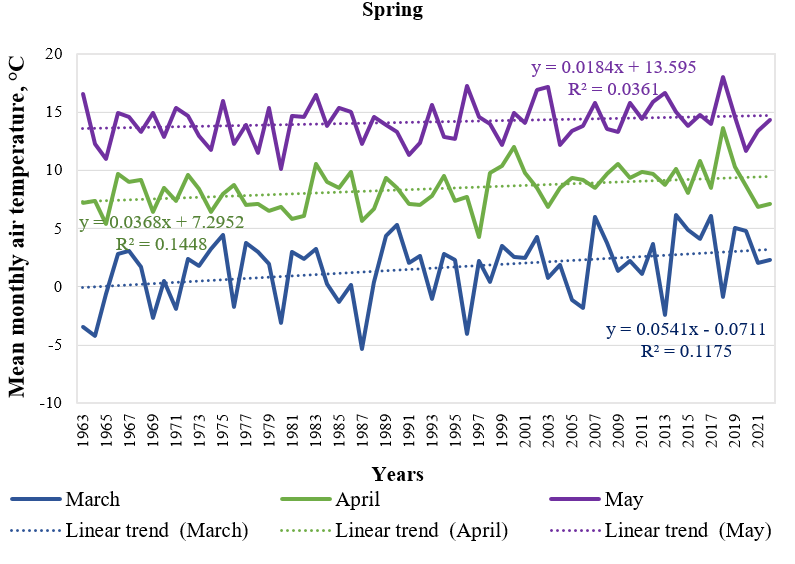 Spring
Mean monthly air temperature, °C
20
15
10
5
0
-5
-10
y = 0.0184x + 13.595
R² = 0.0361
y = 0.0368x + 7.2952
R² = 0.1448
y = 0.0541x - 0.0711
R² = 0.1175
1963 1965 1967 1969 1971 1973 1975 1977 1979 1981 1983 1985 1987 1989 1991 1993 1995 1997 1999 2001 2003 2005 2007 2009 2011 2013 2015 2017 2019 2021
Years
March April May
Linear trend (March) Linear trend (April) Linear trend (May)